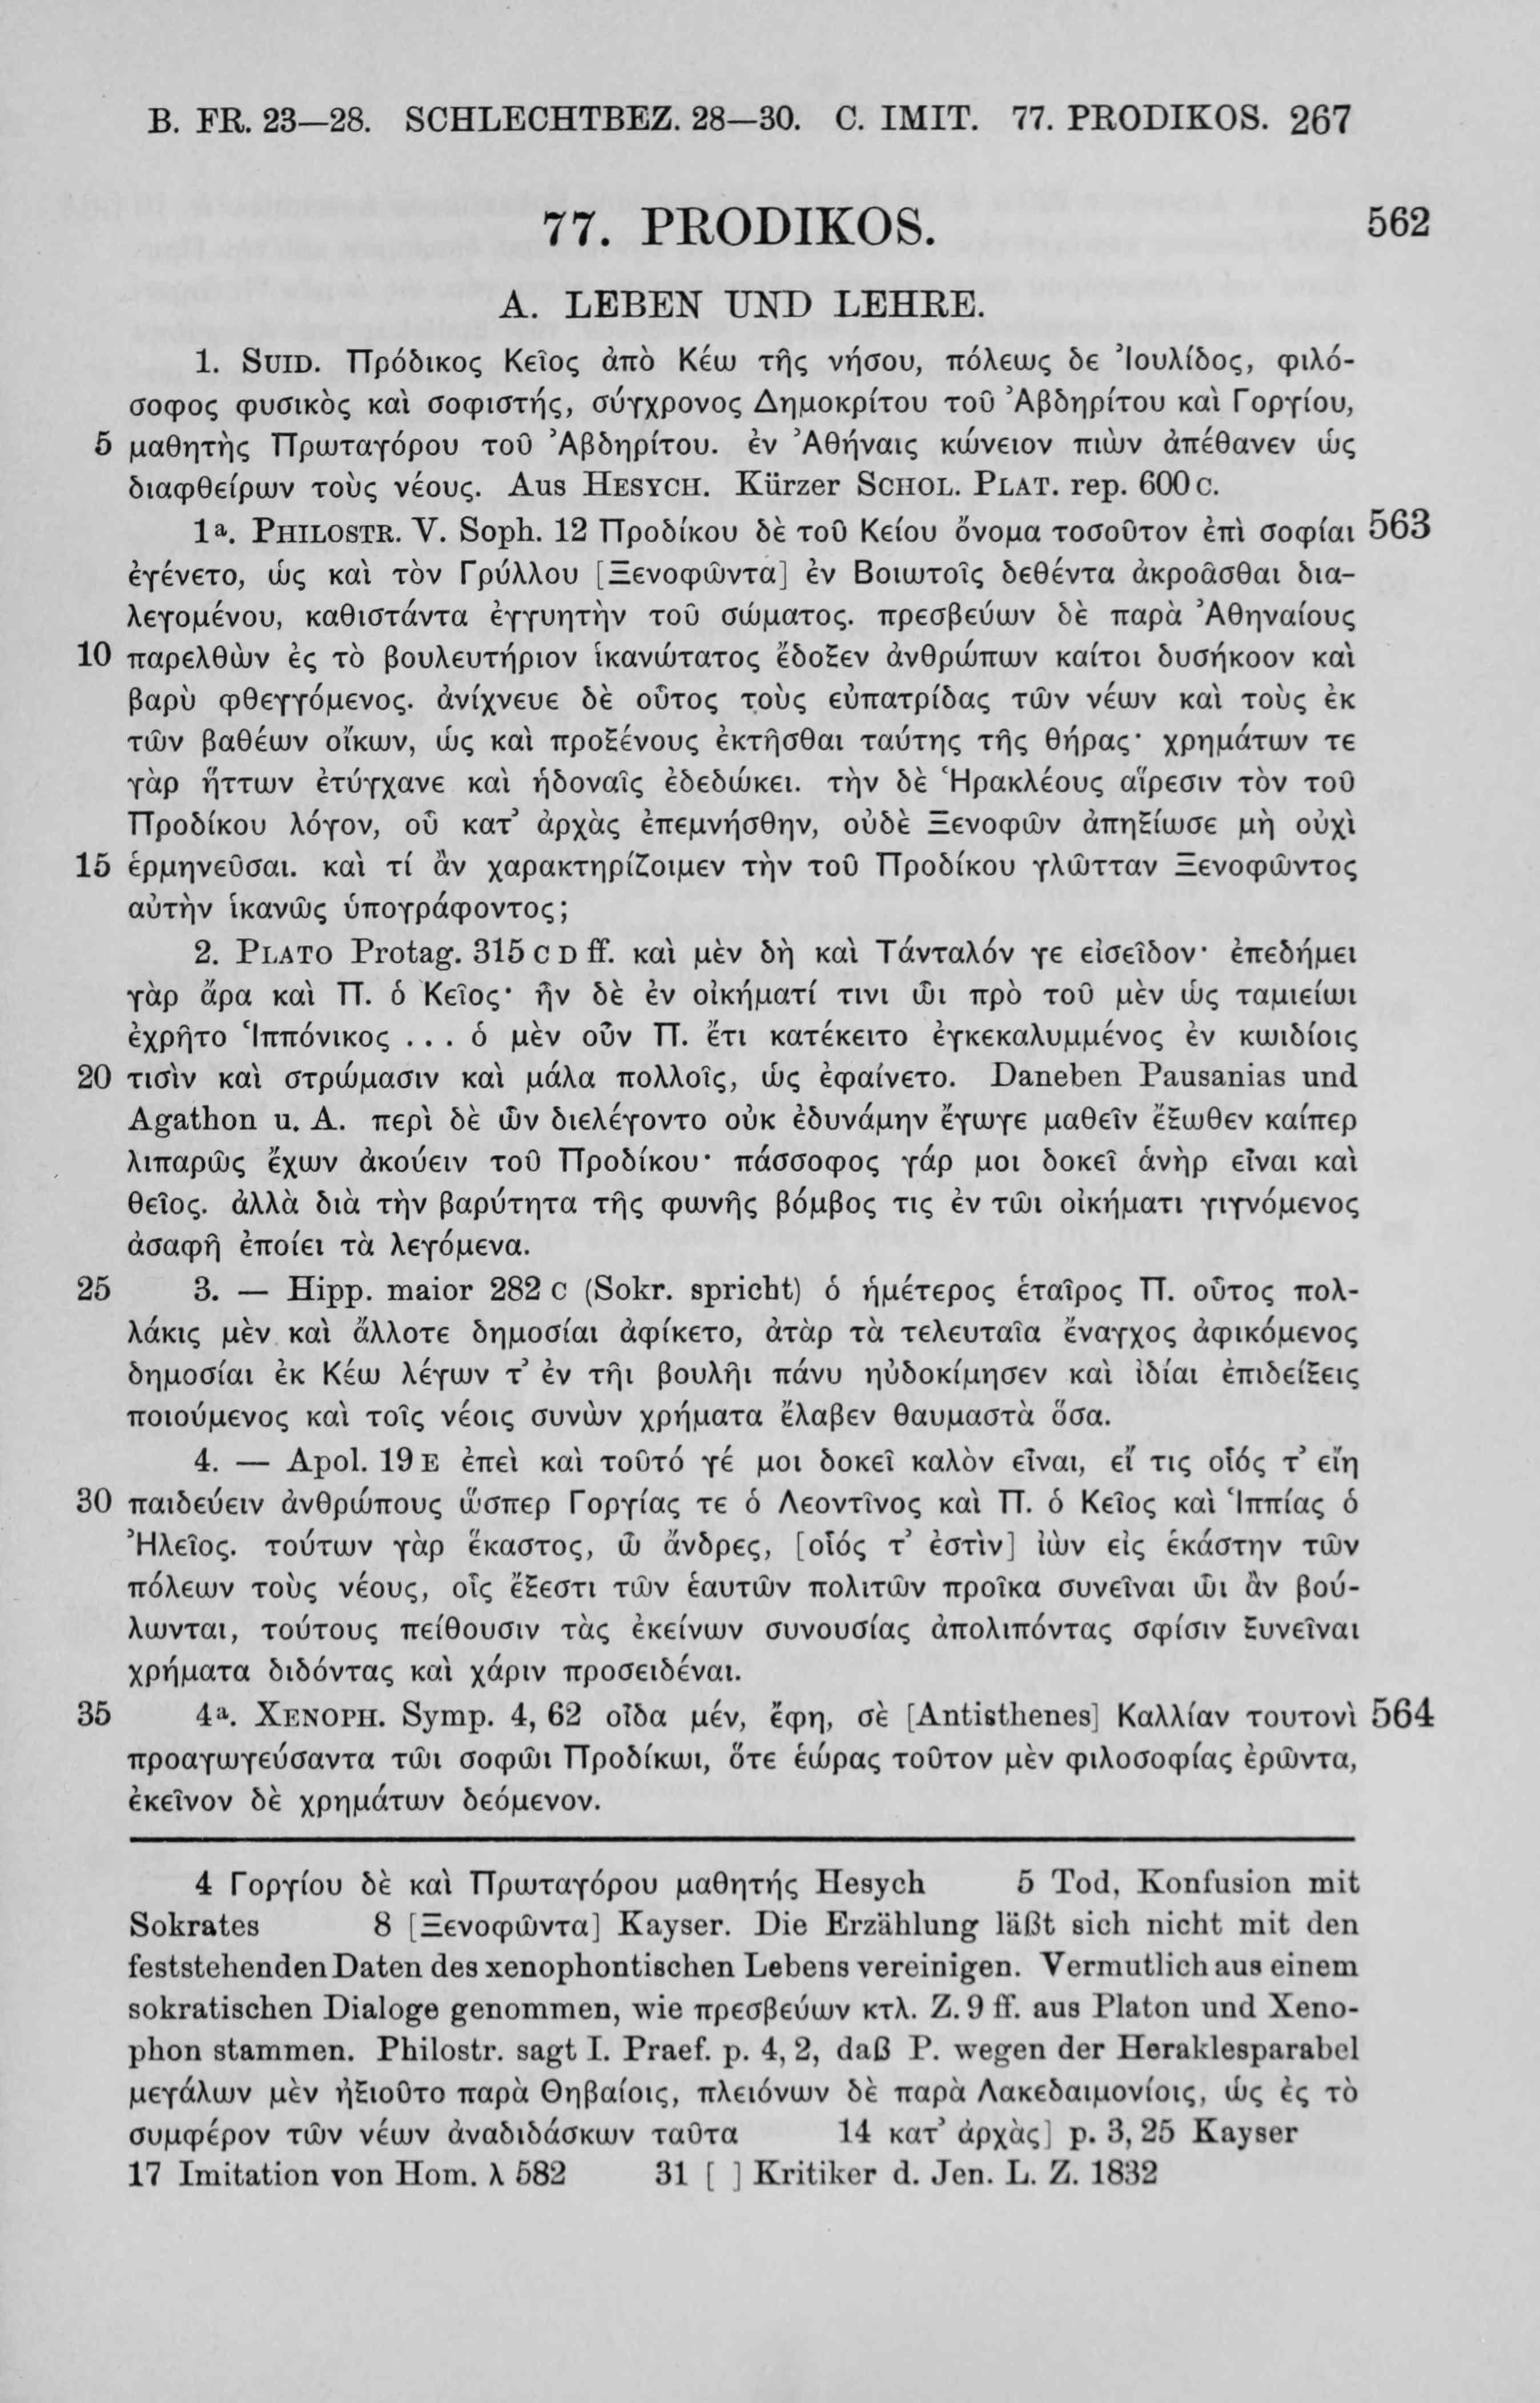 B. FR. 23—28. SCHLECHTBEZ. 28—30. C. IMIT. 77. PRODIKOS. 267
77. PRODIKOS. 562
A. LEBEN UND LEHRE.
1. SUID. Πρόδικος Κεῖος ἀπὸ Κέω τῆς νήσου, πόλεως δε Ἰουλίδος, φιλό-
σοφος φυσικὸς καὶ σοφιστής, σύγχρονος Δημοκρίτου τοῦ Ἀβδηρίτου καὶ Γοργίου,
5 μαθητὴς Πρωταγόρου τοῦ Ἀβδηρίτου. ἐν Ἀθήναις κώνειον πιὼν ἀπέθανεν ὡς
διαφθείρων τοὺς νέους. Aus HESYCH. Kürzer SCHOL. PLAT. rep. 600 C.
1ª. PHILOSTR. V. Soph. 12 Προδίκου δὲ τοῦ Κείου ὄνομα τοσοῦτον ἐπὶ σοφίαι 563
ἐγένετο, ὡς καὶ τὸν Γρύλλου [Ξενοφῶντα] ἐν Βοιωτοῖς δεθέντα ἀκροᾶσθαι δια-
λεγομένου, καθιστάντα ἐγγυητὴν τοῦ σώματος. πρεσβεύων δὲ παρὰ Ἀθηναίους
10 παρελθὼν ἐς τὸ βουλευτήριον ἱκανώτατος ἔδοξεν ἀνθρώπων καίτοι δυσήκοον καὶ
βαρὺ φθεγγόμενος. ἀνίχνευε δὲ οὗτος τοὺς εὐπατρίδας τῶν νέων καὶ τοὺς ἐκ
τῶν βαθέων οἴκων, ὡς καὶ προξένους ἐκτῆσθαι ταύτης τῆς θήρας· χρημάτων τε
γὰρ ἥττων ἐτύγχανε καὶ ἡδοναῖς ἐδεδώκει. τὴν δὲ Ἡρακλέους αἵρεσιν τὸν τοῦ
Προδίκου λόγον, οὗ κατ’ ἀρχὰς ἐπεμνήσθην, οὐδὲ Ξενοφῶν ἀπηξίωσε μὴ οὐχὶ
15 ἑρμηνεῦσαι. καὶ τί ἂν χαρακτηρίζοιμεν τὴν τοῦ Προδίκου γλῶτταν Ξενοφῶντος
αὐτὴν ἱκανῶς ὑπογράφοντος;
2. PLATO Protag. 315 C D ff. καὶ μὲν δὴ καὶ Τάνταλόν γε εἰσεῖδον· ἐπεδήμει
γὰρ ἄρα καὶ Π. ὁ Κεῖος· ἦν δὲ ἐν οἰκήματί τινι ὧι πρὸ τοῦ μὲν ὡς ταμιείωι
ἐχρῆτο Ἱππόνικος ... ὁ μὲν οὖν Π. ἔτι κατέκειτο ἐγκεκαλυμμένος ἐν κωιδίοις
20 τισὶν καὶ στρώμασιν καὶ μάλα πολλοῖς, ὡς ἐφαίνετο. Daneben Pausanias und
Agathon u. A. περὶ δὲ ὧν διελέγοντο οὐκ ἐδυνάμην ἔγωγε μαθεῖν ἔξωθεν καίπερ
λιπαρῶς ἔχων ἀκούειν τοῦ Προδίκου· πάσσοφος γάρ μοι δοκεῖ ἁνὴρ εἶναι καὶ
θεῖος. ἀλλὰ διὰ τὴν βαρύτητα τῆς φωνῆς βόμβος τις ἐν τῶι οἰκήματι γιγνόμενος
ἀσαφῆ ἐποίει τὰ λεγόμενα.
25 3. — Hipp. maior 282 c (Sokr. spricht) ὁ ἡμέτερος ἑταῖρος Π. οὗτος πολ-
λάκις μὲν καὶ ἄλλοτε δημοσίαι ἀφίκετο, ἀτὰρ τὰ τελευταῖα ἔναγχος ἀφικόμενος
δημοσίαι ἐκ Κέω λέγων τ’ ἐν τῆι βουλῆι πάνυ ηὐδοκίμησεν καὶ ἰδίαι ἐπιδείξεις
ποιούμενος καὶ τοῖς νέοις συνὼν χρήματα ἔλαβεν θαυμαστὰ ὅσα.
4. — Apol. 19 E ἐπεὶ καὶ τοῦτό γέ μοι δοκεῖ καλὸν εἶναι, εἴ τις οἷός τ’ εἴη
30 παιδεύειν ἀνθρώπους ὥσπερ Γοργίας τε ὁ Λεοντῖνος καὶ Π. ὁ Κεῖος καὶ Ἱππίας ὁ
Ἠλεῖος. τούτων γὰρ ἕκαστος, ὦ ἄνδρες, [οἷός τ’ ἐστὶν] ἰὼν εἰς ἑκάστην τῶν
πόλεων τοὺς νέους, οἷς ἔξεστι τῶν ἑαυτῶν πολιτῶν προῖκα συνεῖναι ὧι ἂν βού-
λωνται, τούτους πείθουσιν τὰς ἐκείνων συνουσίας ἀπολιπόντας σφίσιν ξυνεῖναι
χρήματα διδόντας καὶ χάριν προσειδέναι.
35 4ª. XENOPH. Symp. 4, 62 οἶδα μέν, ἔφη, σὲ [Antisthenes] Καλλίαν τουτονὶ 564
προαγωγεύσαντα τῶι σοφῶι Προδίκωι, ὅτε ἑώρας τοῦτον μὲν φιλοσοφίας ἐρῶντα,
ἐκεῖνον δὲ χρημάτων δεόμενον.
4 Γοργίου δὲ καὶ Πρωταγόρου μαθητής Hesych 5 Tod, Konfusion mit
Sokrates 8 [Ξενοφῶντα] Kayser. Die Erzählung läßt sich nicht mit den
feststehenden Daten des xenophontischen Lebens vereinigen. Vermutlich aus einem
sokratischen Dialoge genommen, wie πρεσβεύων κτλ. Z. 9 ff. aus Platon und Xeno-
phon stammen. Philostr. sagt I. Praef. p. 4, 2, daß P. wegen der Heraklesparabel
μεγάλων μὲν ἠξιοῦτο παρὰ Θηβαίοις, πλειόνων δὲ παρὰ Λακεδαιμονίοις, ὡς ἐς τὸ
συμφέρον τῶν νέων ἀναδιδάσκων ταῦτα 14 κατ’ ἀρχὰς] p. 3, 25 Kayser
17 Imitation von Hom. λ 582 31 [ ] Kritiker d. Jen. L. Z. 1832